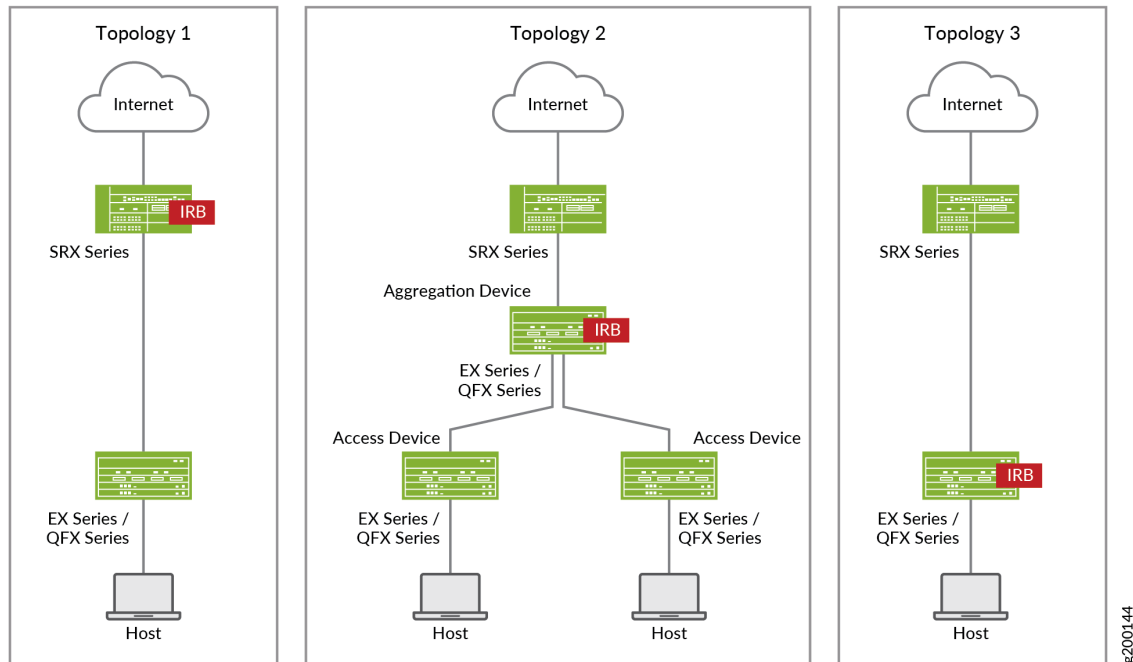 Topology 1
Internet
IRB
SRX Series
EX Series /
QFX Series
Host
Topology 2
Internet
SRX Series
Aggregation Device
IRB
EX Series /
QFX Series
Access Device
Access Device
EX Series /
QFX Series
EX Series /
QFX Series
Host
Host
Topology 3
Internet
SRX Series
IRB
EX Series /
QFX Series
Host
g200144